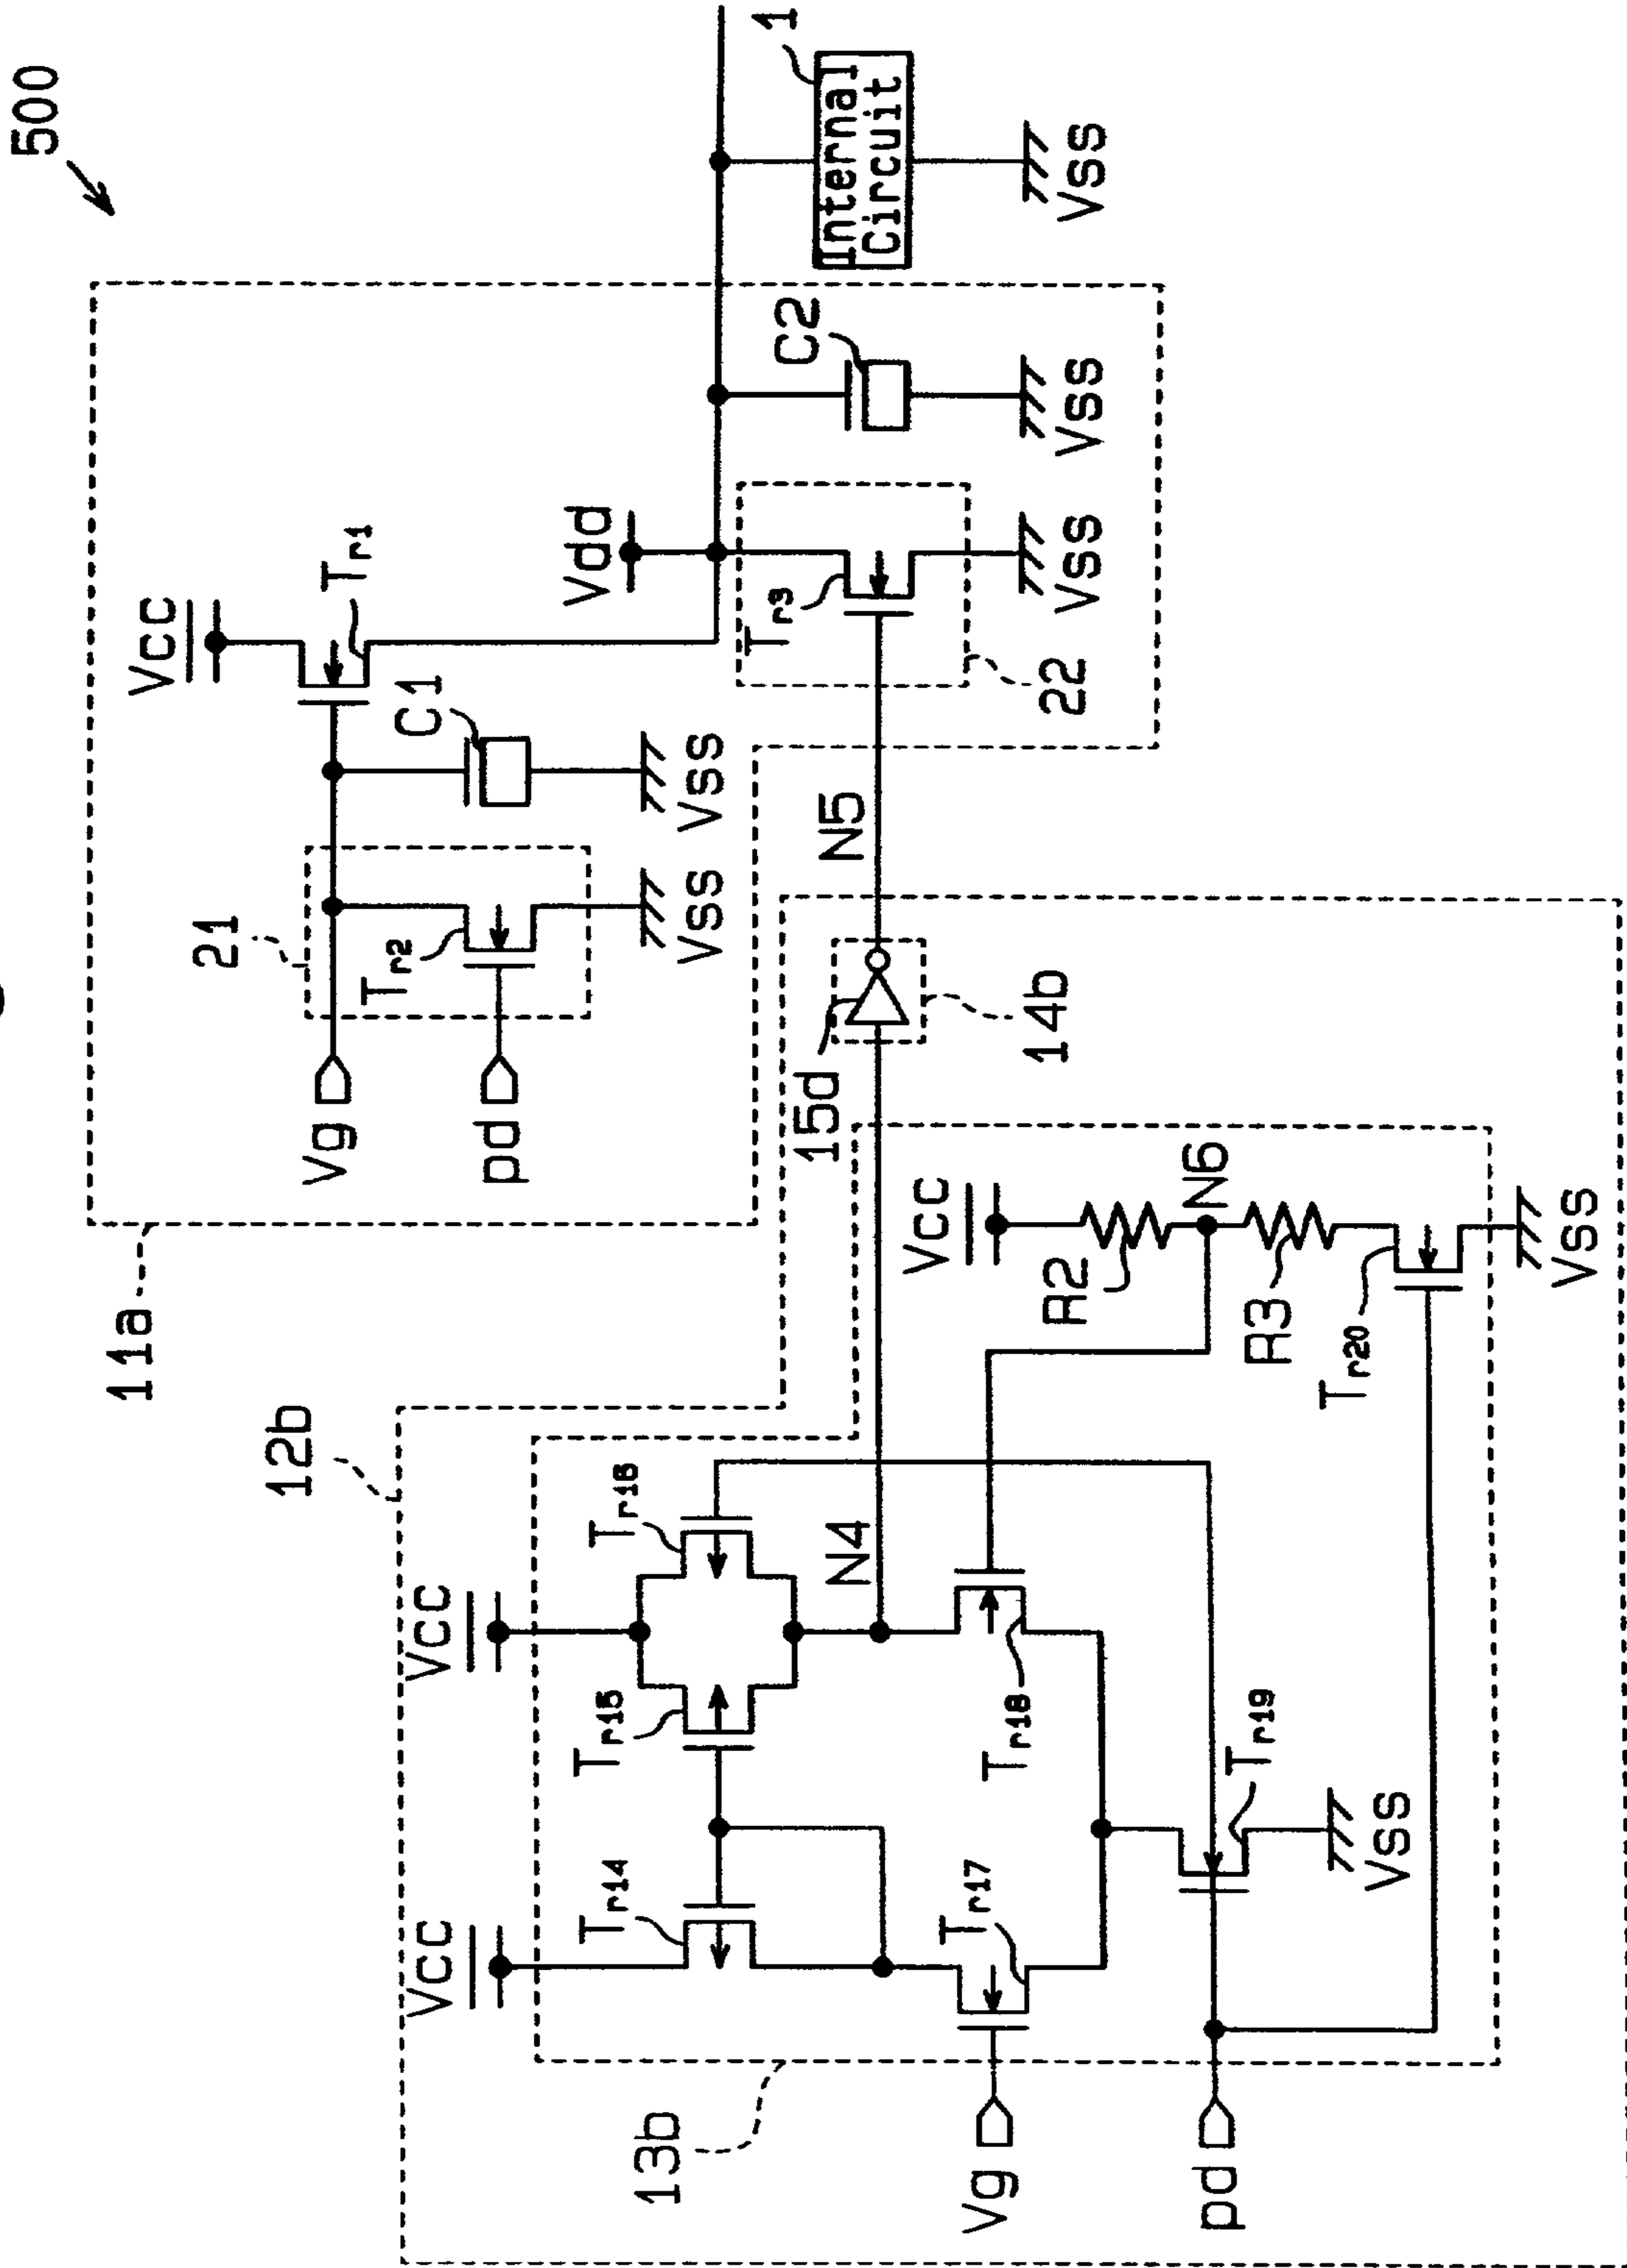 500
11a
Vcc
21
Tr1
Vg
C1
Tr2
pd
Vss
Vss
Vdd
Tr3
C2
1
Internal
Circuit
22
Vss
Vss
Vss
12b
Vcc
Vcc
13b
Tr14
Tr15
Tr16
N4
15d
14b
N5
Vg
Tr17
Tr18
Vcc
R2
N6
R3
pd
Tr19
Tr20
Vss
Vss